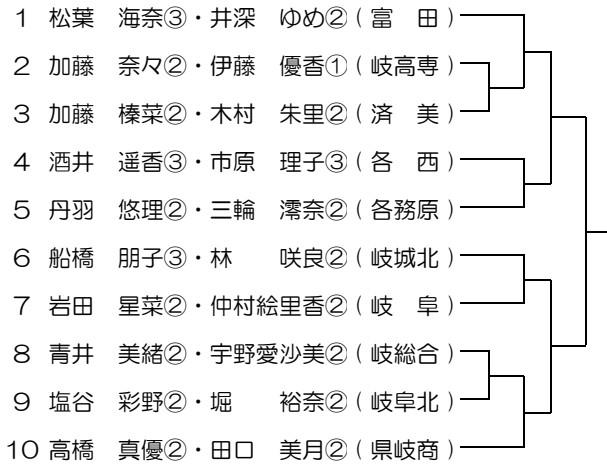 1 松葉 海奈③・井深 ゆめ②(富 田)
2 加藤 奈々②・伊藤 優香①(岐高専)
3 加藤 榛菜②・木村 朱里②(済 美)
4 酒井 遥香③・市原 理子③(各 西)
5 丹羽 悠理②・三輪 澪奈②(各務原)
6 船橋 朋子③・林 咲良②(岐城北)
7 岩田 星菜②・仲村絵里香②(岐 阜)
8 青井 美緒②・宇野愛沙美②(岐総合)
9 塩谷 彩野②・堀 裕奈②(岐阜北)
10 高橋 真優②・田口 美月②(県岐商)